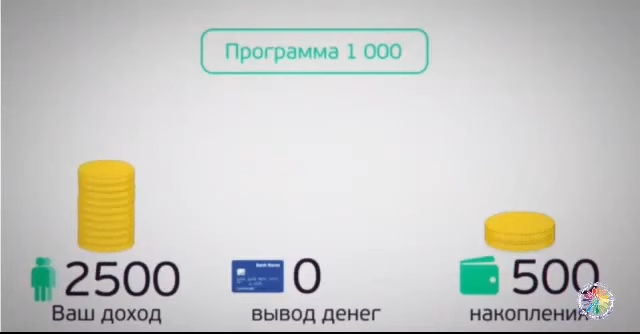 Программа 1 000
2500
0
500
Ваш доход
вывод денег
накопления